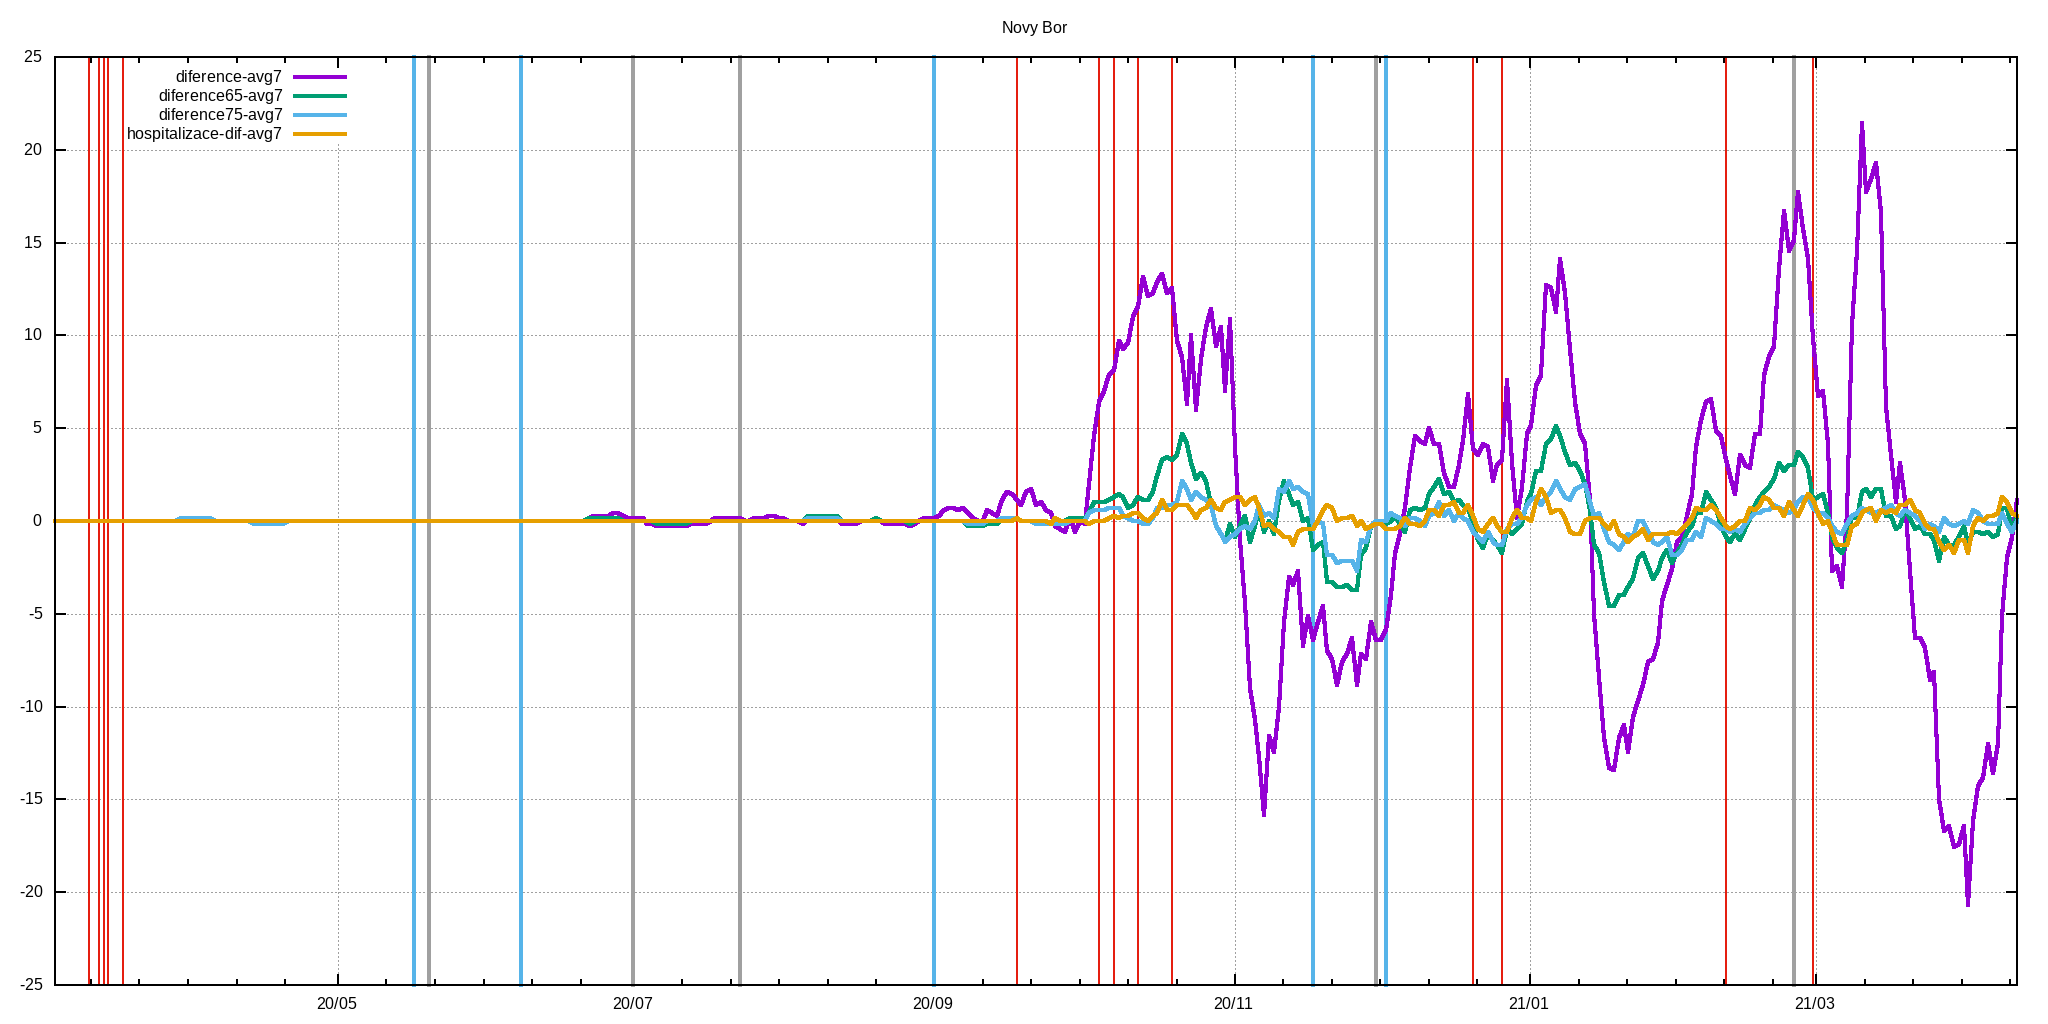 Novy Bor
diference-avg7
diference65-avg7
diference75-avg7
hospitalizace-dif-avg7
25
20
15
10
5
0
-5
-10
-15
-20
-25
20/05 20/07 20/09 20/11 21/01 21/03